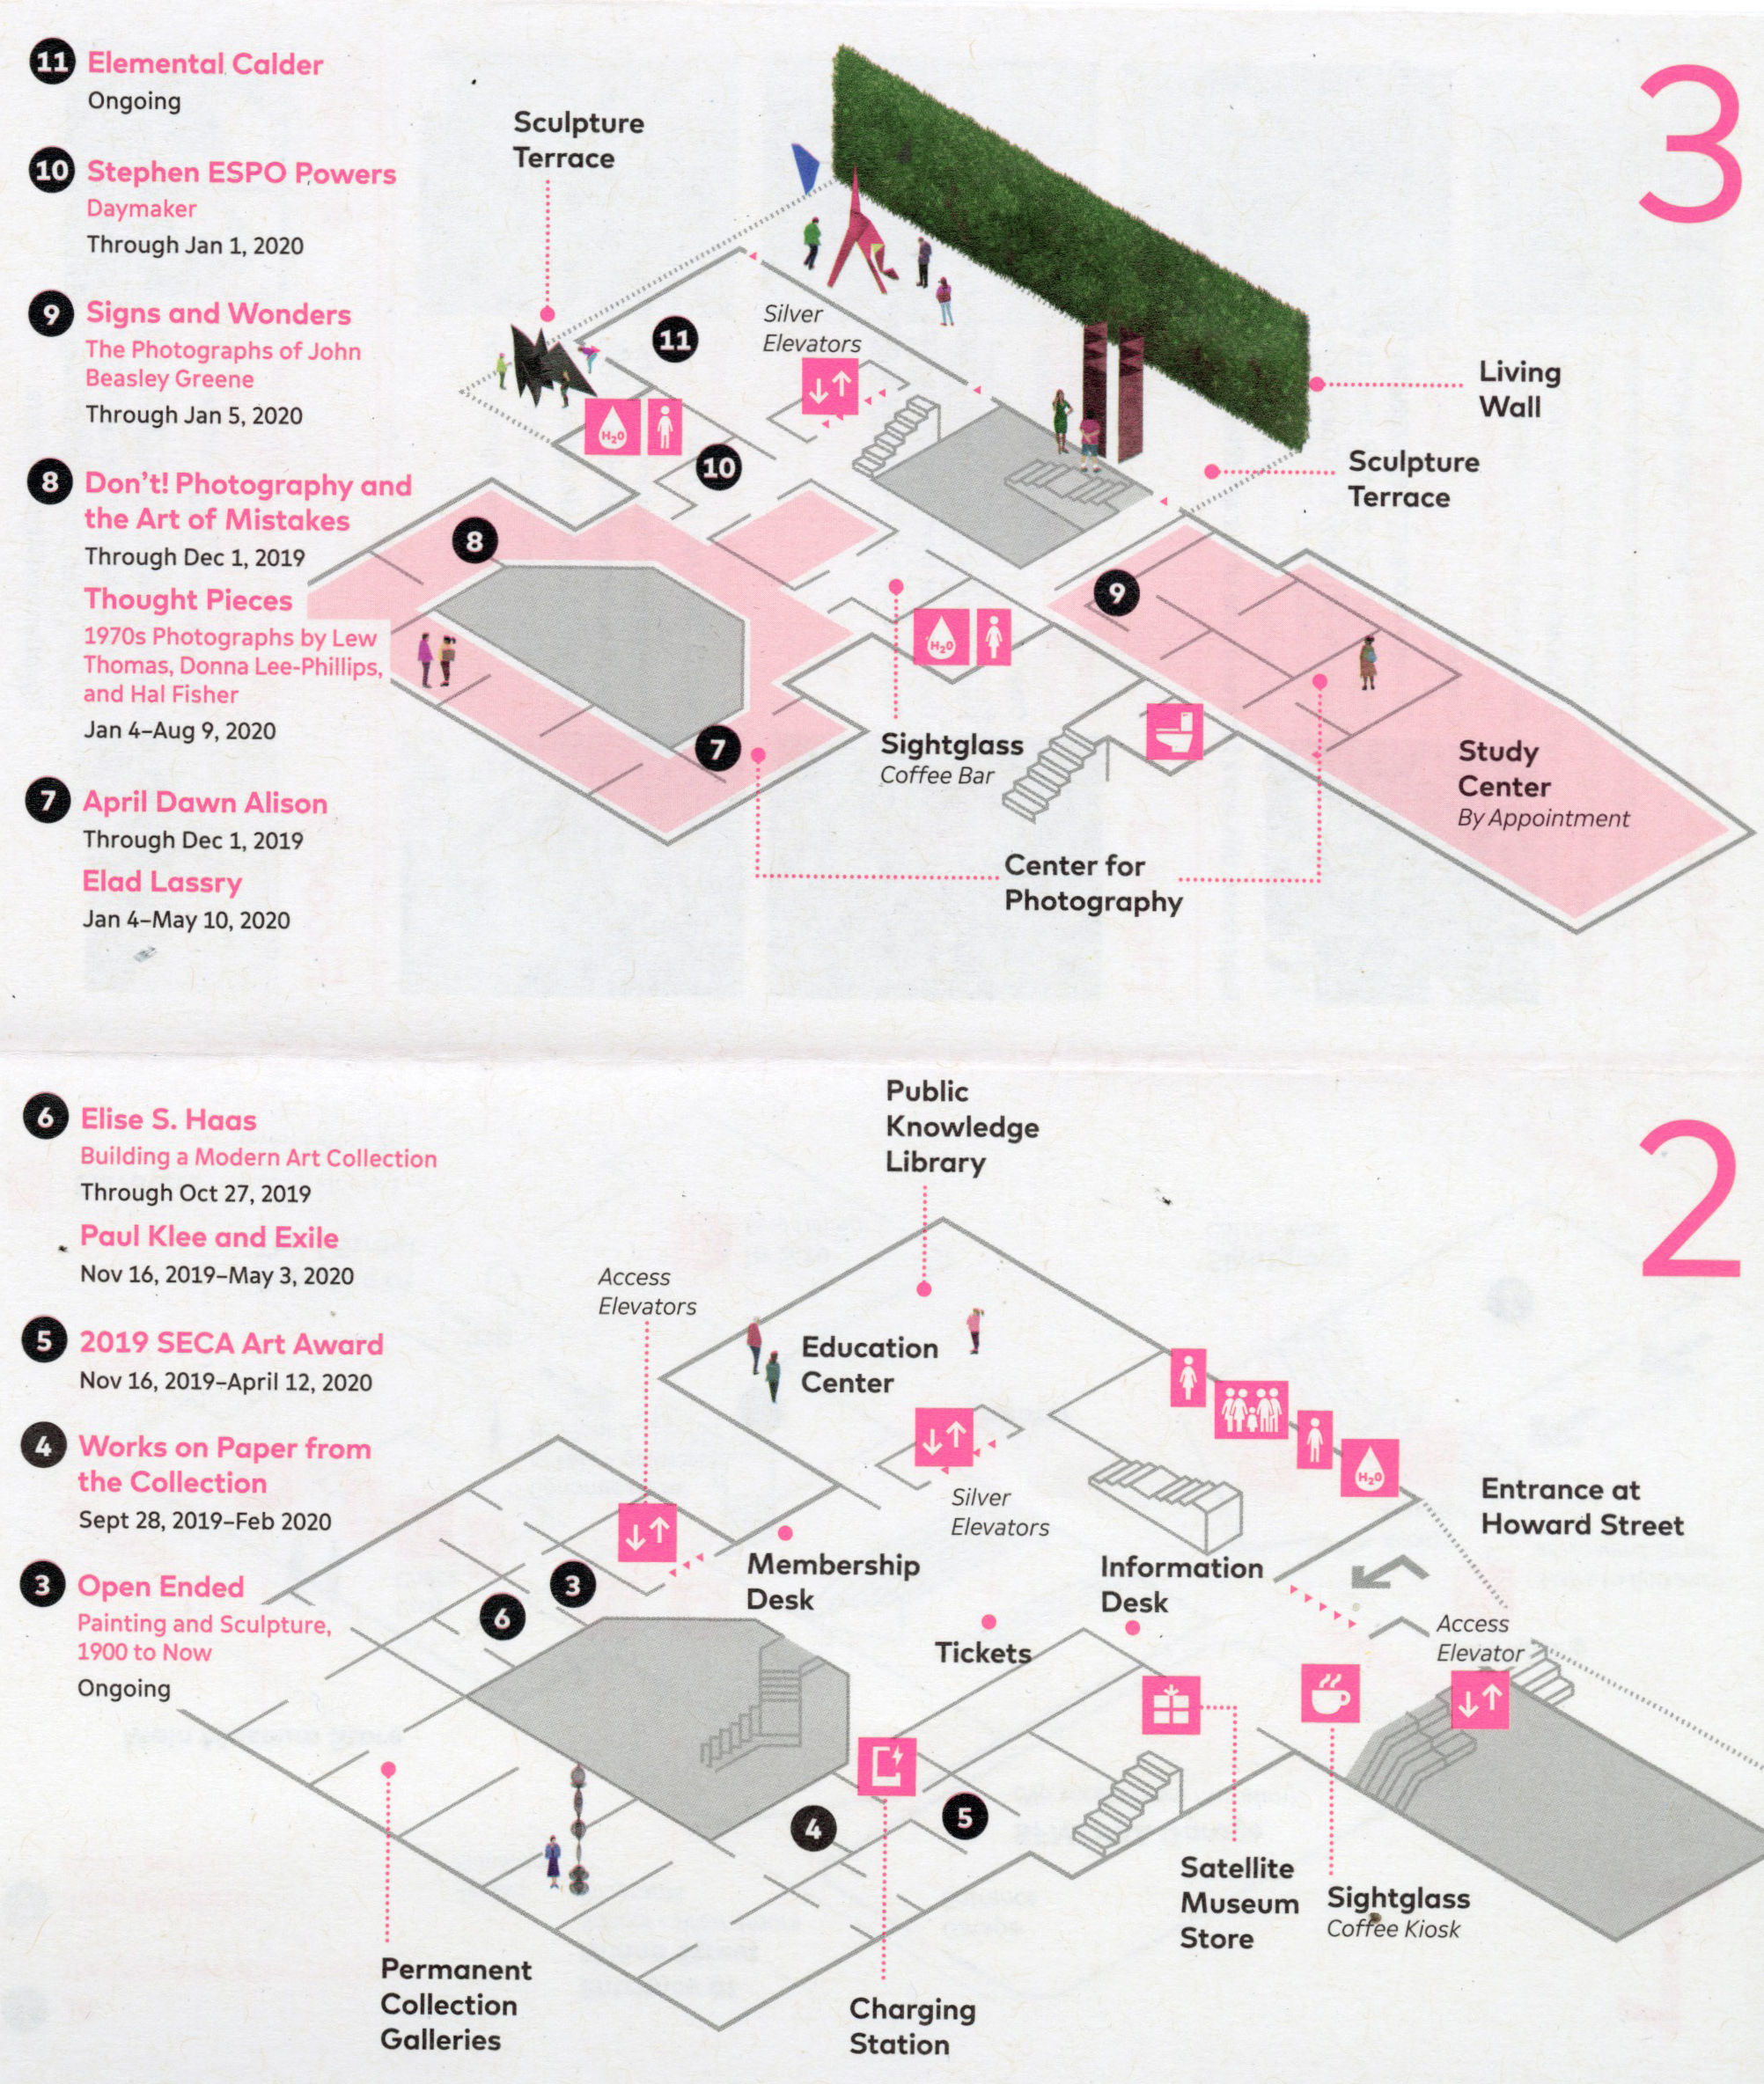 3
11 Elemental Calder
Ongoing
10 Stephen ESPO Powers
Daymaker
Through Jan 1, 2020
9 Signs and Wonders
The Photographs of John
Beasley Greene
Through Jan 5, 2020
8 Don't! Photography and
the Art of Mistakes
Through Dec 1, 2019
Thought Pieces
1970s Photographs by Lew
Thomas, Donna Lee-Phillips,
and Hal Fisher
Jan 4–Aug 9, 2020
7 April Dawn Alison
Through Dec 1, 2019
Elad Lassry
Jan 4–May 10, 2020
Sculpture
Terrace
Silver
Elevators
11
H₂0
10
Living
Wall
Sculpture
Terrace
8
9
H₂0
7
Sightglass
Coffee Bar
Study
Center
By Appointment
Center for
Photography
2
6 Elise S. Haas
Building a Modern Art Collection
Through Oct 27, 2019
Paul Klee and Exile
Nov 16, 2019–May 3, 2020
5 2019 SECA Art Award
Nov 16, 2019–April 12, 2020
4 Works on Paper from
the Collection
Sept 28, 2019–Feb 2020
3 Open Ended
Painting and Sculpture,
1900 to Now
Ongoing
Public
Knowledge
Library
Access
Elevators
Education
Center
Silver
Elevators
H₂0
Entrance at
Howard Street
Membership
Desk
Information
Desk
3
6
Tickets
Access
Elevator
4
5
Satellite
Museum
Store
Sightglass
Coffee Kiosk
Permanent
Collection
Galleries
Charging
Station